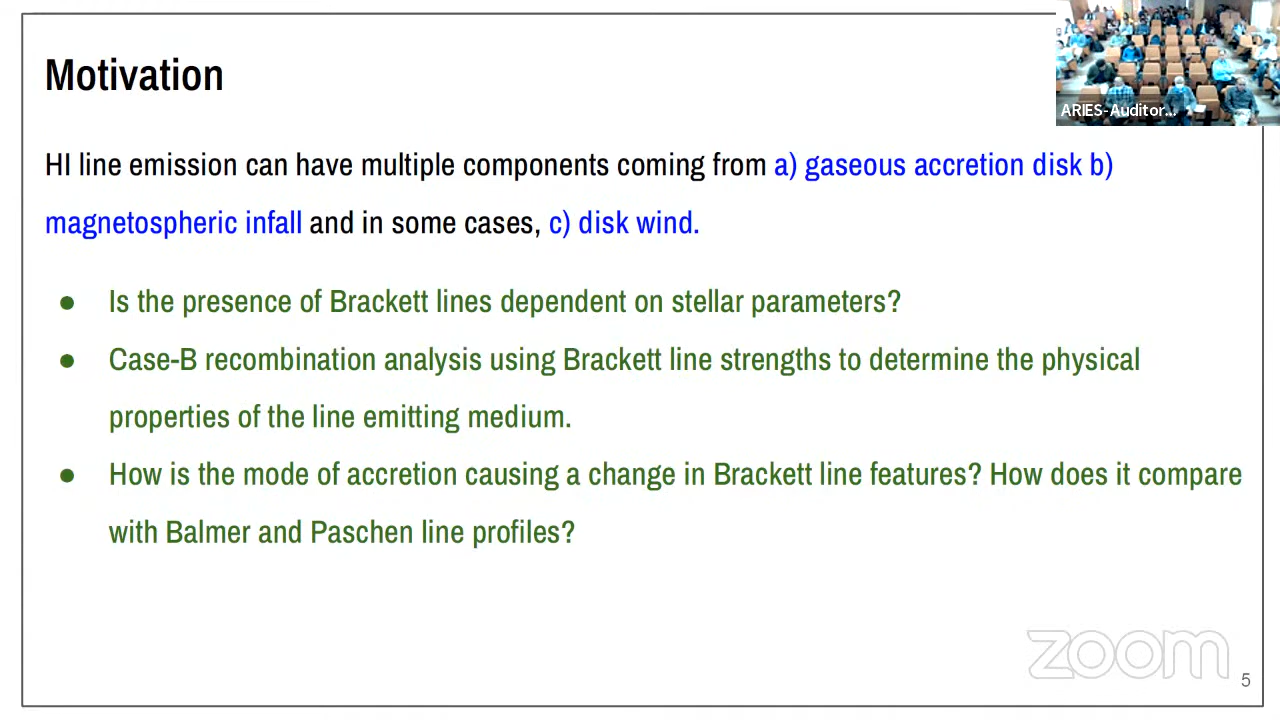 Motivation
ARIES-Auditor...
HI line emission can have multiple components coming from a) gaseous accretion disk b)
magnetospheric infall and in some cases, c) disk wind.
● Is the presence of Brackett lines dependent on stellar parameters?
● Case-B recombination analysis using Brackett line strengths to determine the physical
properties of the line emitting medium.
● How is the mode of accretion causing a change in Brackett line features? How does it compare
with Balmer and Paschen line profiles?
zoom
5